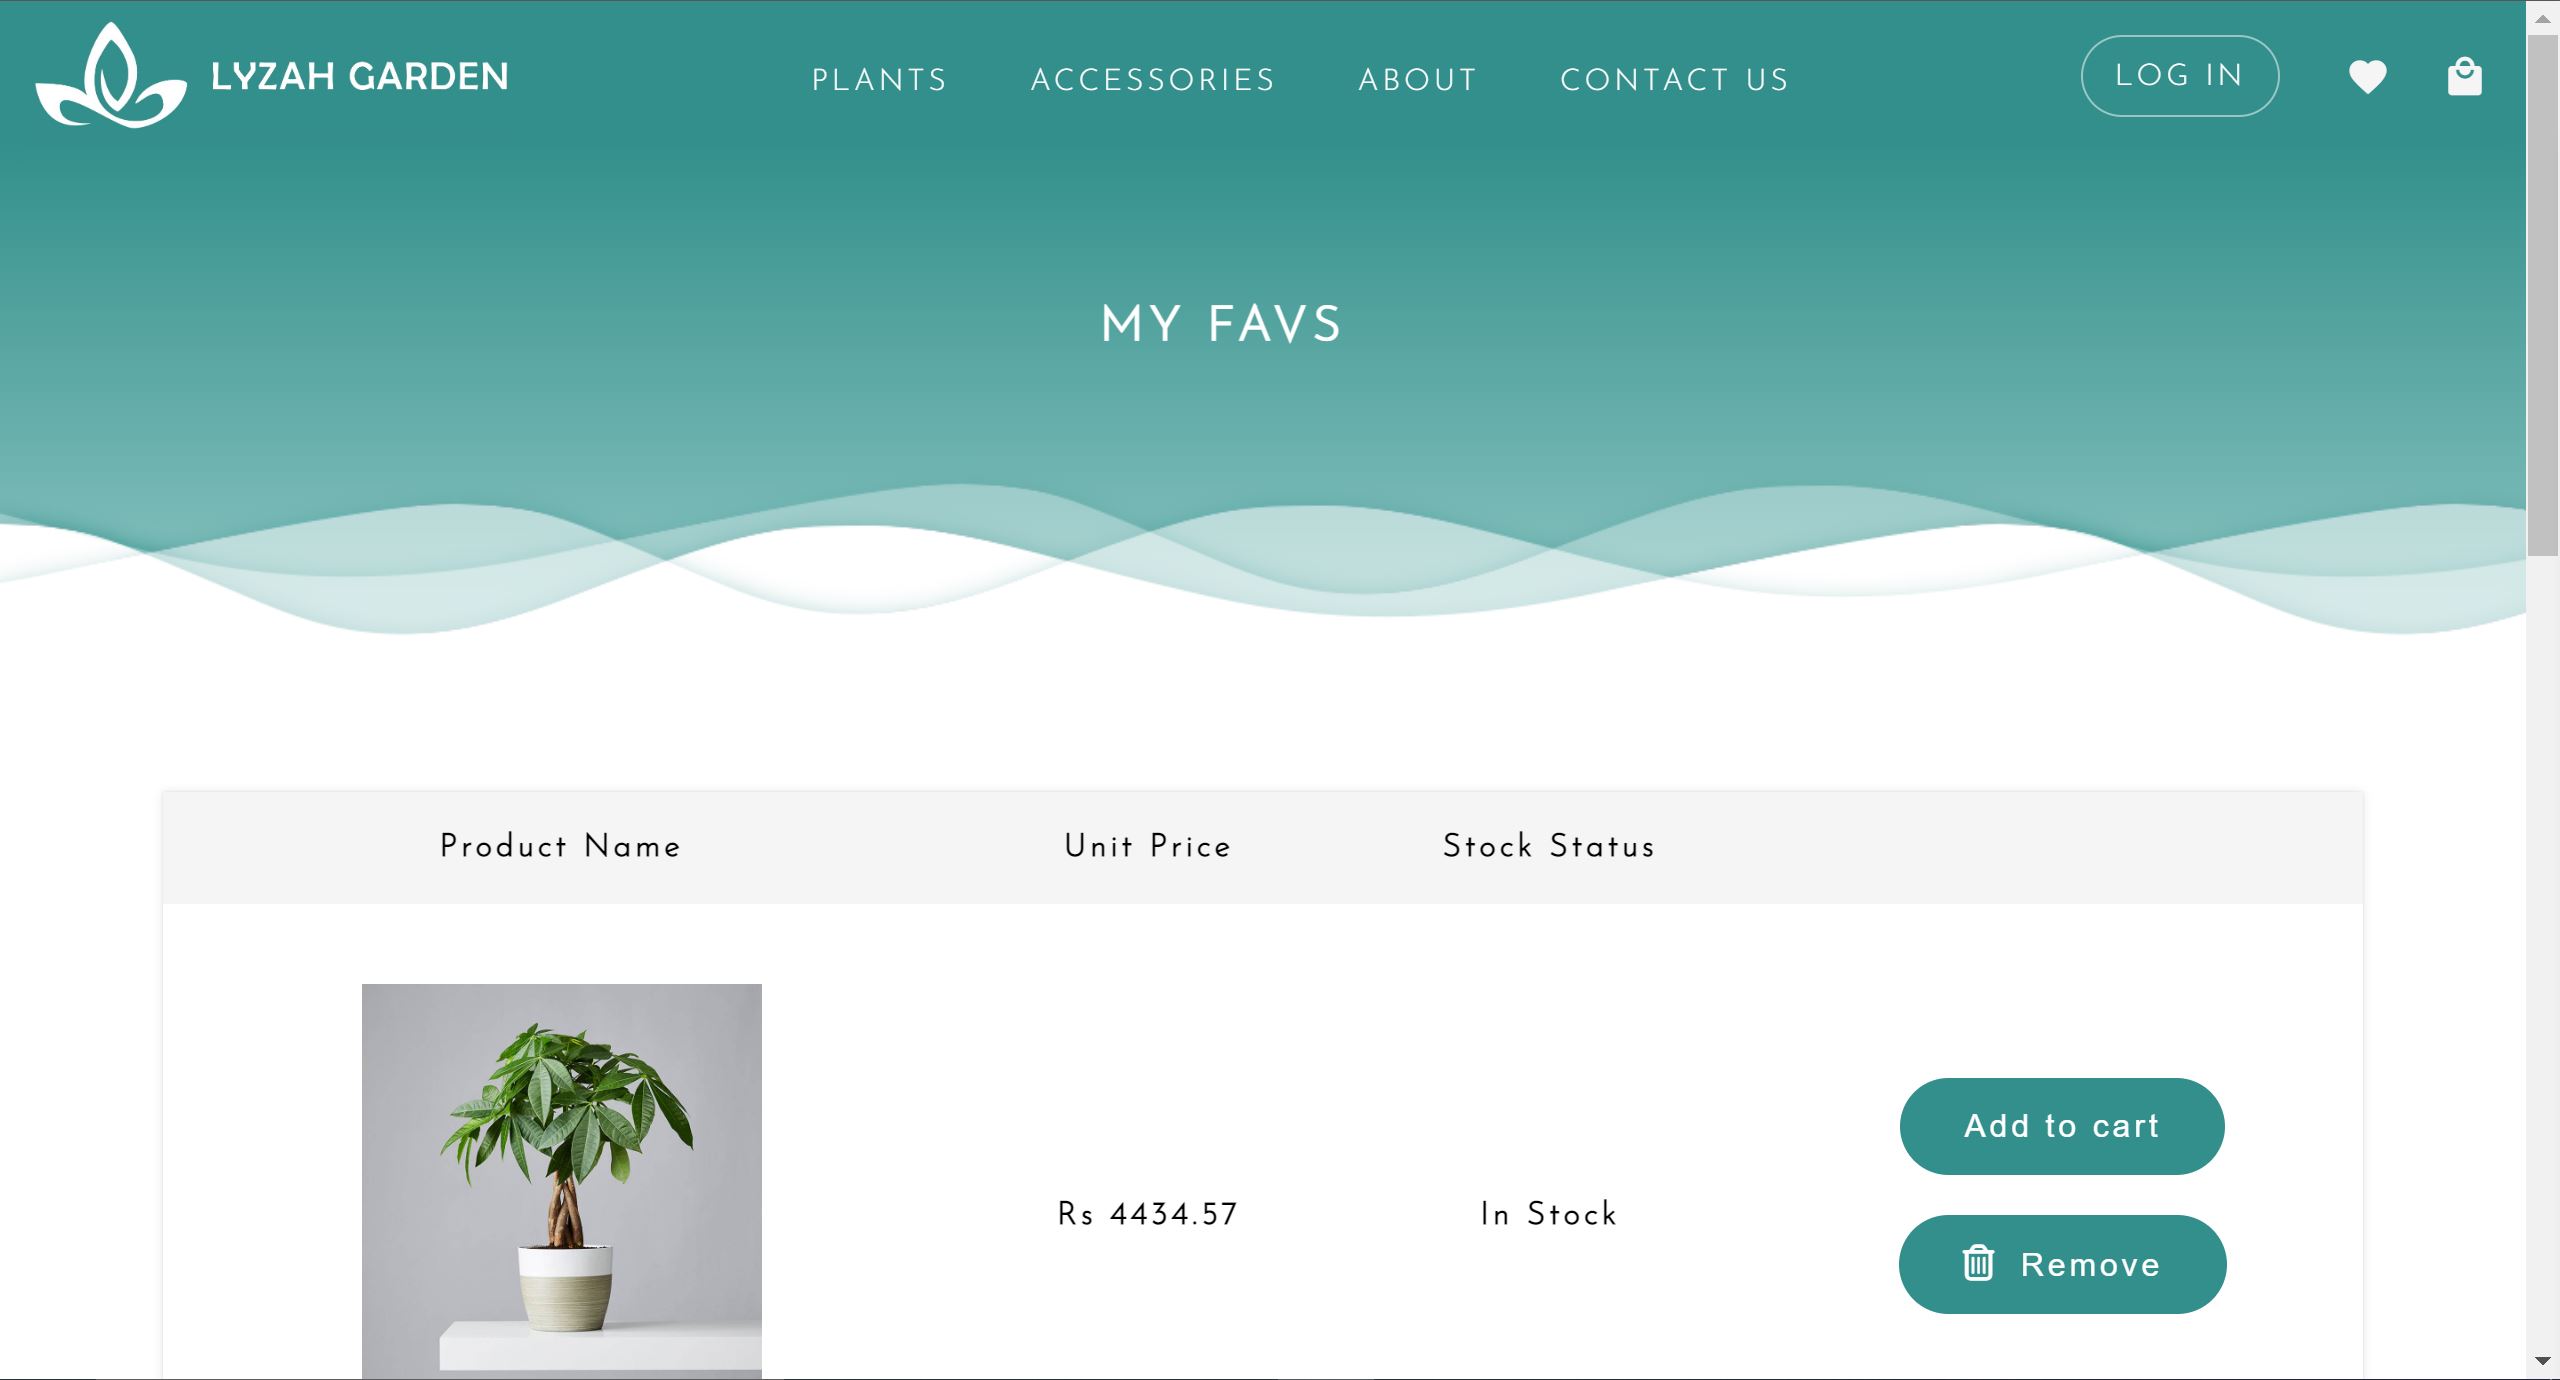 LYZAH GARDEN
PLANTS
ACCESSORIES
ABOUT
CONTACT US
LOG IN
MY FAVS
Product Name
Unit Price
Stock Status
Rs 4434.57
In Stock
Add to cart
Remove